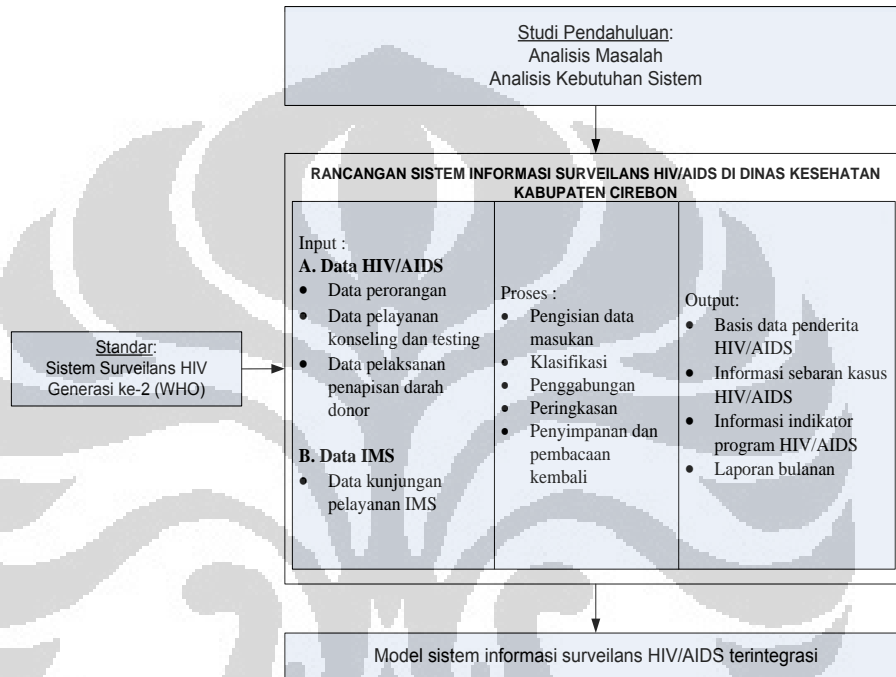 Studi Pendahuluan:
Analisis Masalah
Analisis Kebutuhan Sistem
RANCANGAN SISTEM INFORMASI SURVEILANS HIV/AIDS DI DINAS KESEHATAN
KABUPATEN CIREBON
Standar:
Sistem Surveilans HIV
Generasi ke-2 (WHO)
Input :
A. Data HIV/AIDS
• Data perorangan
• Data pelayanan
konseling dan testing
• Data pelaksanan
penapisan darah
donor
B. Data IMS
• Data kunjungan
pelayanan IMS
Proses :
• Pengisian data
masukan
• Klasifikasi
• Penggabungan
• Peringkasan
• Penyimpanan dan
pembacaan
kembali
Output:
• Basis data penderita
HIV/AIDS
• Informasi sebaran kasus
HIV/AIDS
• Informasi indikator
program HIV/AIDS
• Laporan bulanan
Model sistem informasi surveilans HIV/AIDS terintegrasi